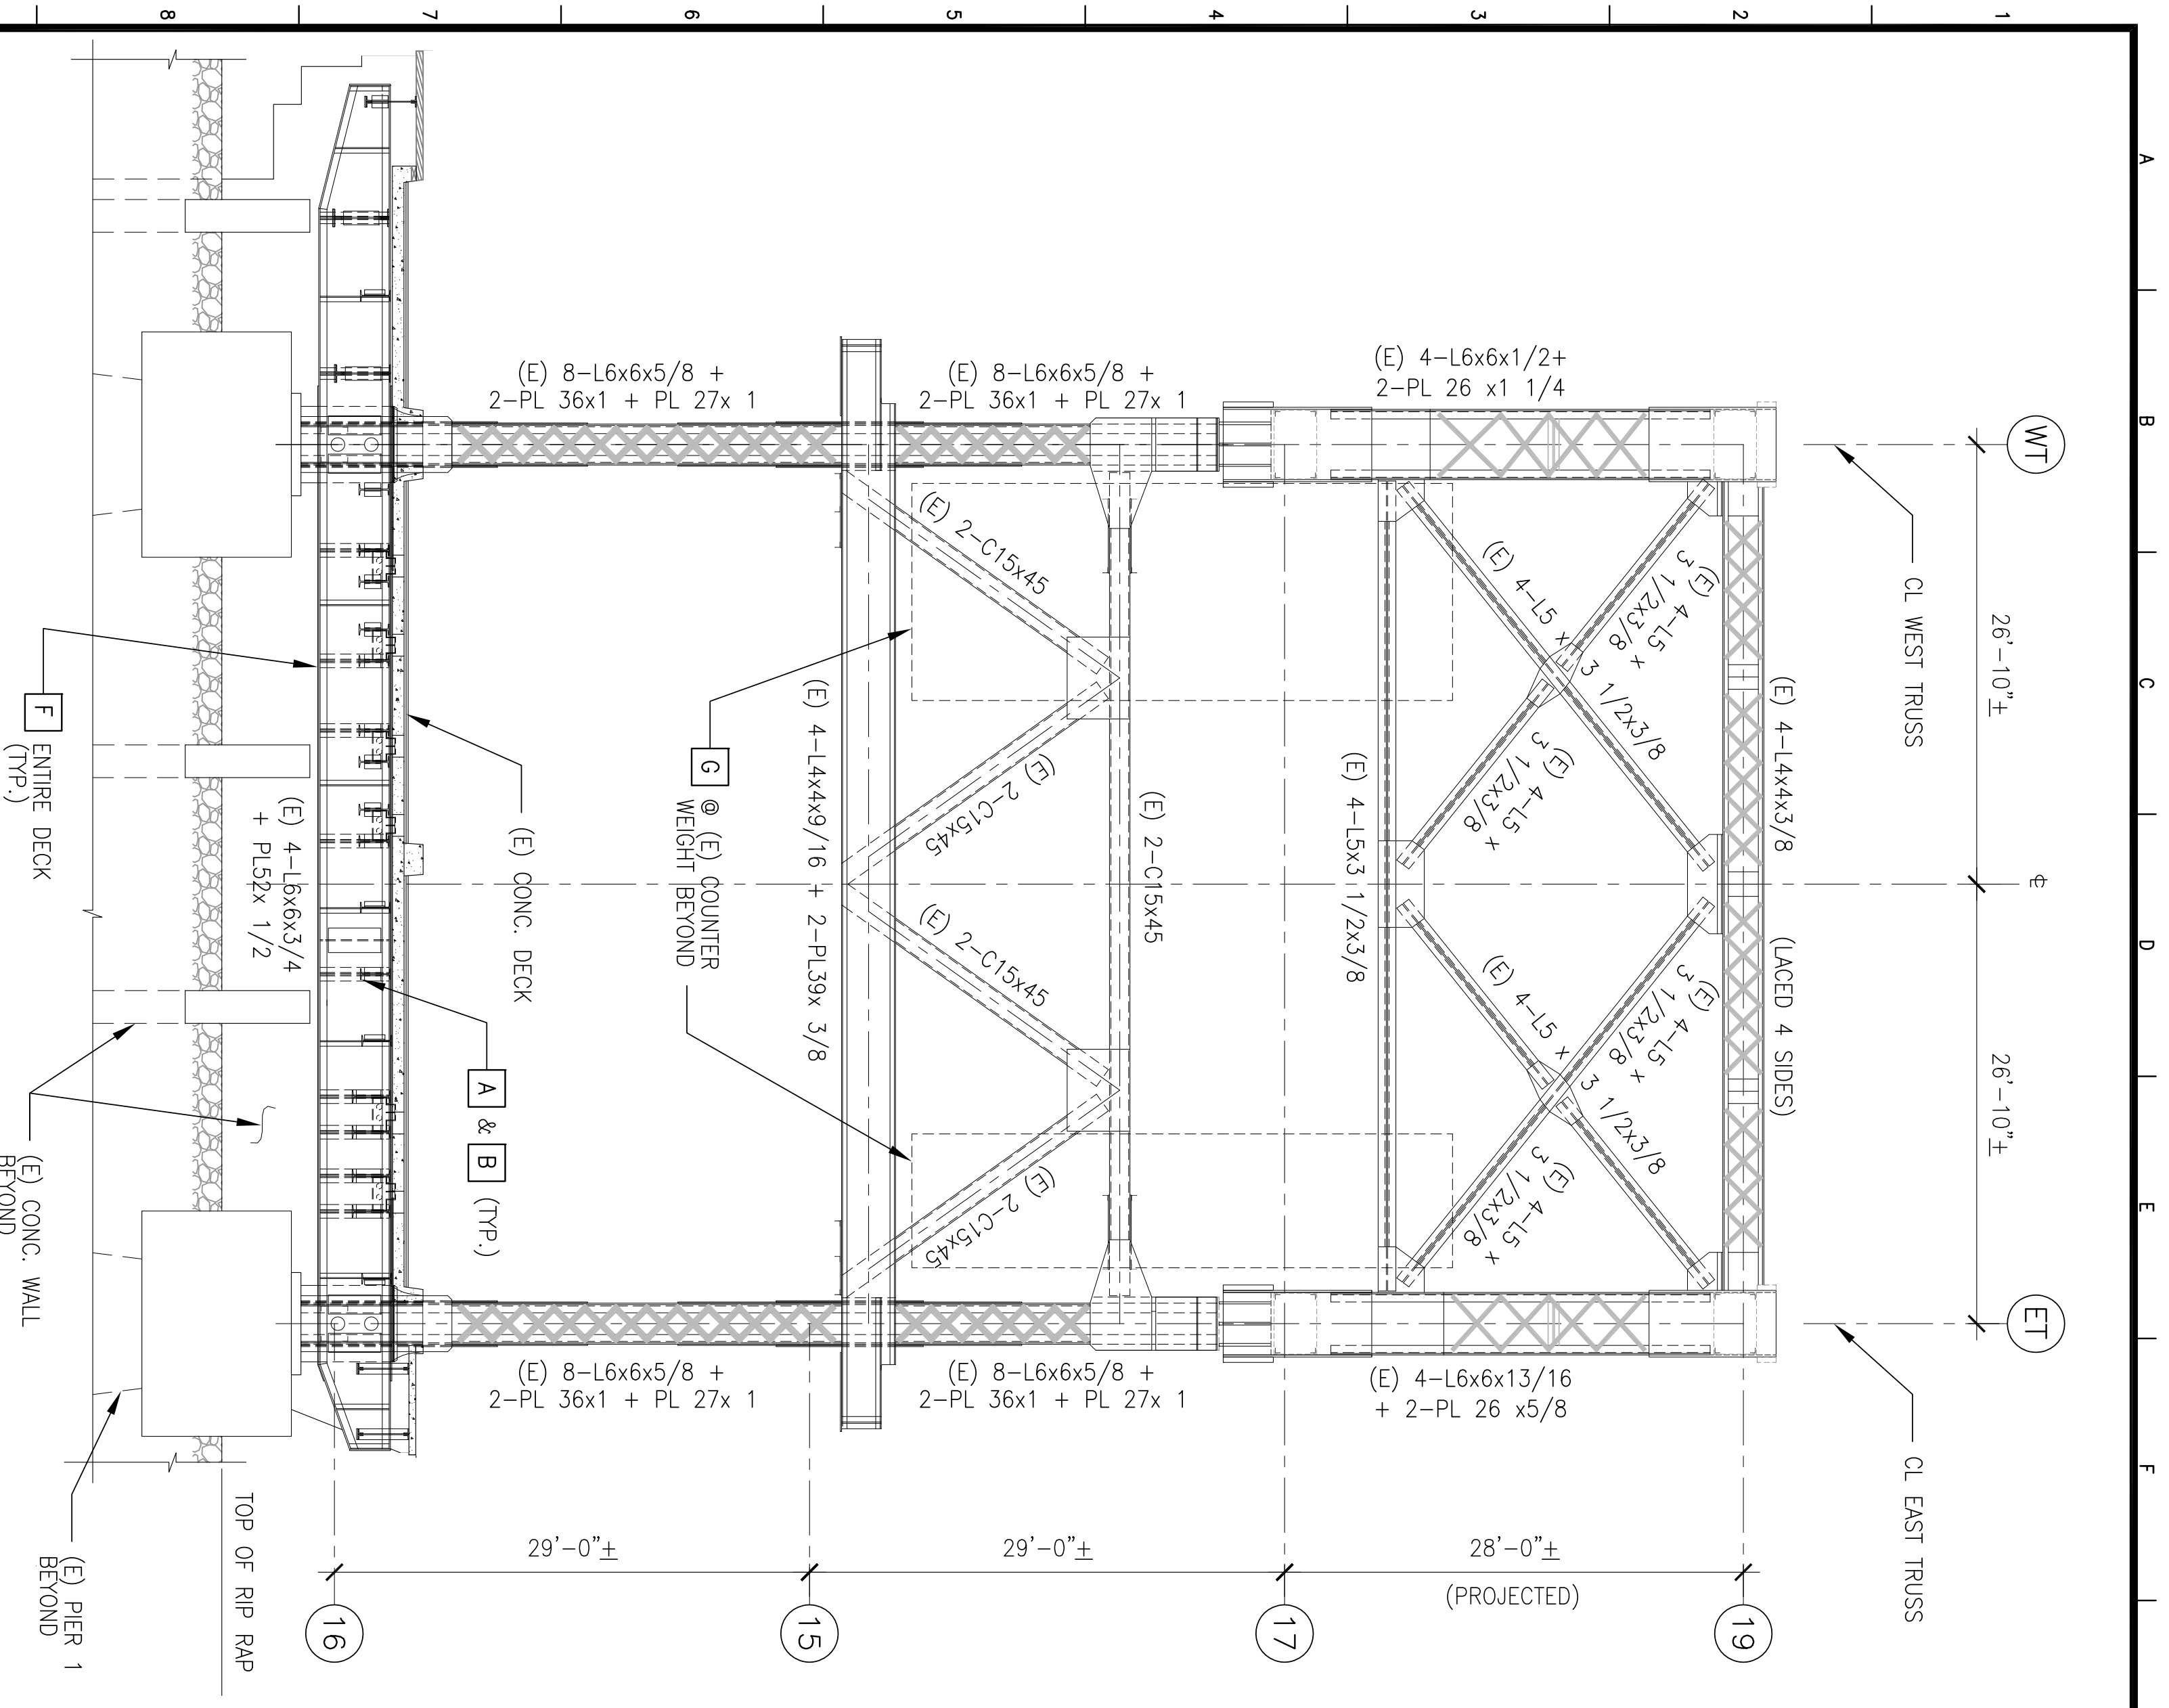 8
7
6
5
4
3
2
1
A
B
C
D
E
F
WT
CL WEST TRUSS
26'-10"±
℄
26'-10"±
ET
CL EAST TRUSS
(E) 4-L4x4x3/8
(LACED 4 SIDES)
(E) 4-L6x6x1/2+
2-PL 26 x1 1/4
(E) 8-L6x6x5/8 +
2-PL 36x1 + PL 27x 1
(E) 8-L6x6x5/8 +
2-PL 36x1 + PL 27x 1
(E) 4-L5 x 3 1/2x3/8
(E) 4-L5 x
3 1/2x3/8
(E) 4-L5 x
3 1/2x3/8
(E) 4-L5 x 3 1/2x3/8
(E) 4-L5 x
3 1/2x3/8
(E) 4-L5 x
3 1/2x3/8
(E) 4-L5x3 1/2x3/8
(E) 2-C15x45
(E) 2-C15x45
(E) 2-C15x45
(E) 2-C15x45
(E) 2-C15x45
(E) 4-L4x4x9/16 + 2-PL39x 3/8
G @ (E) COUNTER
WEIGHT BEYOND
(E) CONC. DECK
A & B (TYP.)
(E) 4-L6x6x3/4
+ PL52x 1/2
F ENTIRE DECK
(TYP.)
(E) CONC. WALL
BEYOND
(E) 8-L6x6x5/8 +
2-PL 36x1 + PL 27x 1
(E) 8-L6x6x5/8 +
2-PL 36x1 + PL 27x 1
(E) 4-L6x6x13/16
+ 2-PL 26 x5/8
29'-0"±
29'-0"±
28'-0"±
(PROJECTED)
16
15
17
19
TOP OF RIP RAP
(E) PIER 1
BEYOND